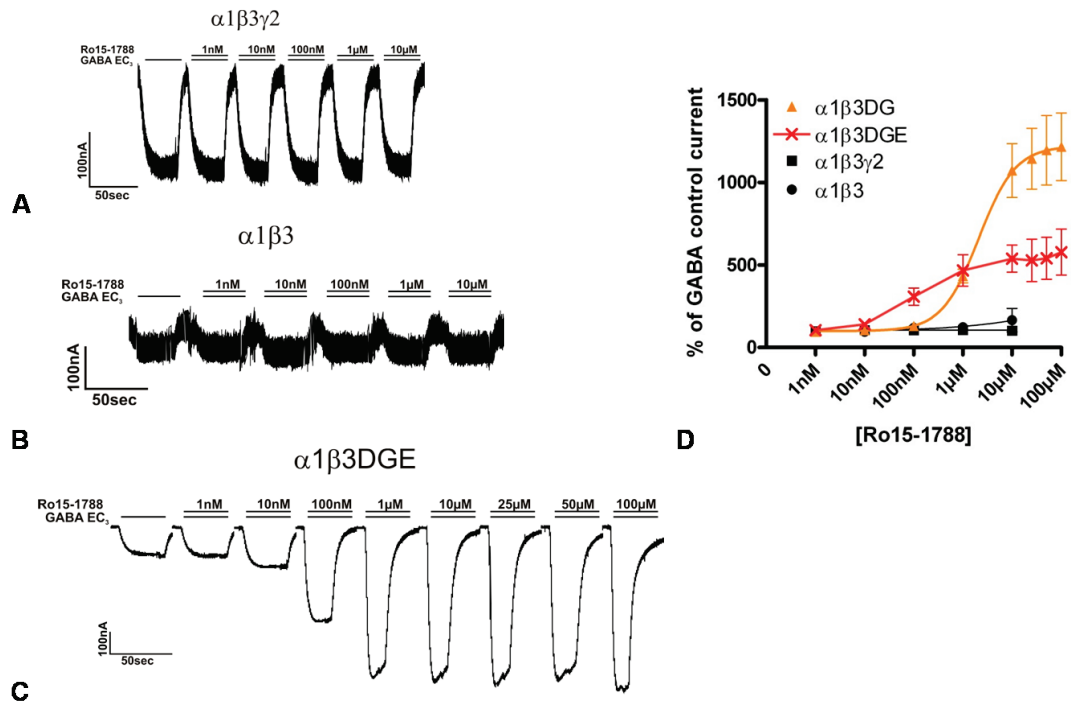 α1β3γ2
Ro15-1788 1nM 10nM 100nM 1µM 10µM
GABA EC3
100nA
50sec
A
α1β3
Ro15-1788 1nM 10nM 100nM 1µM 10µM
GABA EC3
100nA
50sec
B
α1β3DGE
Ro15-1788 1nM 10nM 100nM 1µM 10µM 25µM 50µM 100µM
GABA EC3
100nA
50sec
C
% of GABA control current
1500
1000
500
0
α1β3DG
α1β3DGE
α1β3γ2
α1β3
0 1nM 10nM 100nM 1µM 10µM 100µM
[Ro15-1788]
D